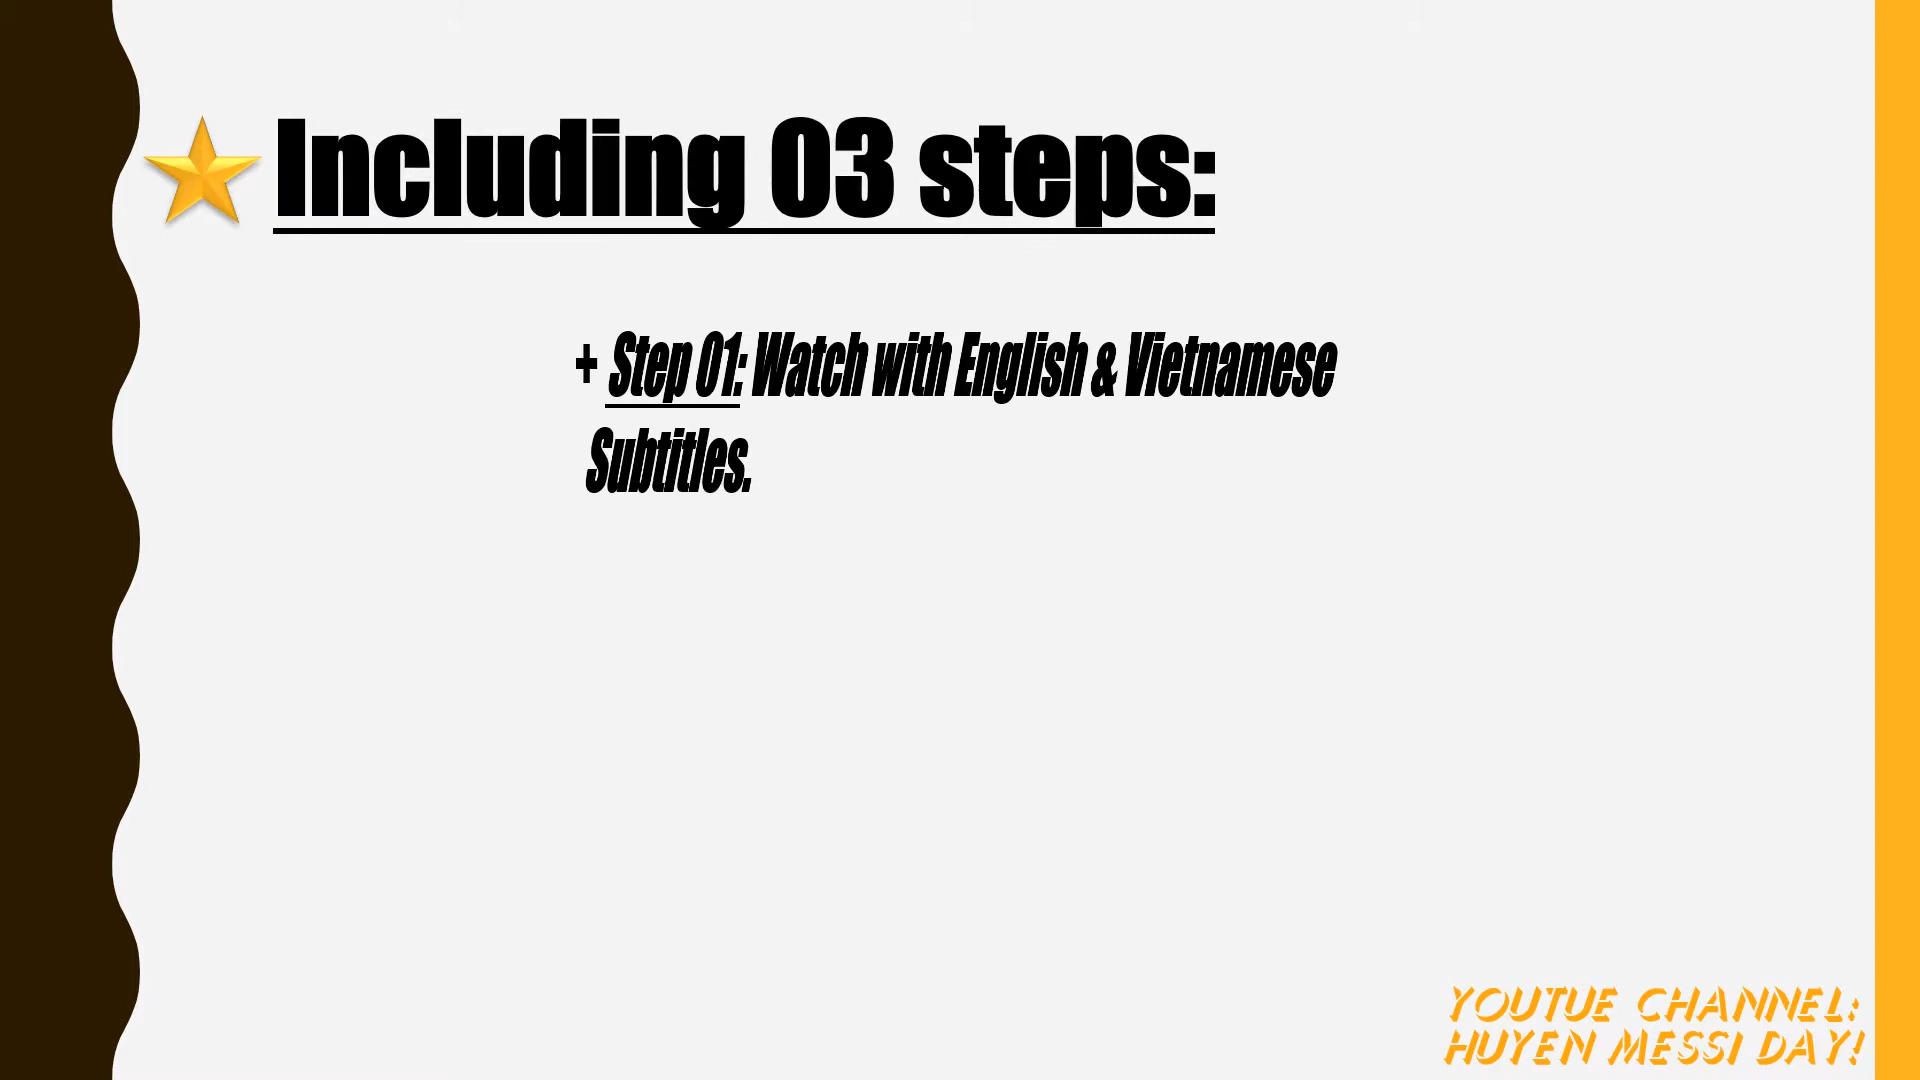 Including 03 steps:
+ Step 01: Watch with English & Vietnamese
Subtitles.
YOUTUE CHANNEL:
HUYEN MESSI DAY!